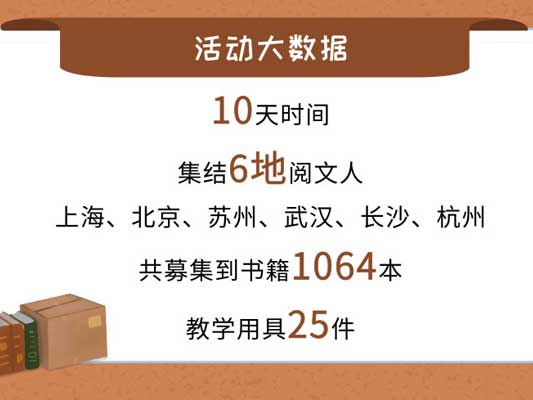 活动大数据
10天时间
集结6地阅文人
上海、北京、苏州、武汉、长沙、杭州
共募集到书籍1064本
教学用具25件